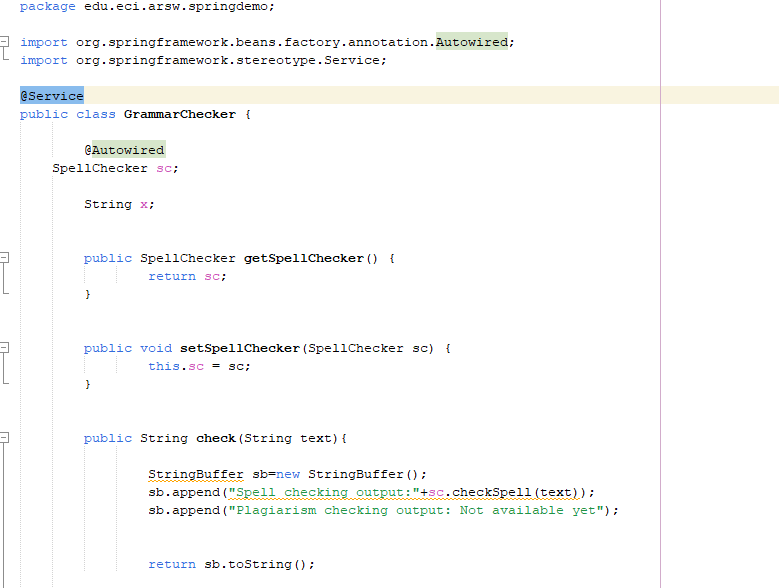 package edu.eci.arsw.springdemo;
import org.springframework.beans.factory.annotation.Autowired;
import org.springframework.stereotype.Service;
@Service
public class GrammarChecker {
@Autowired
SpellChecker sc;
String x;
public SpellChecker getSpellChecker() {
return sc;
}
public void setSpellChecker(SpellChecker sc) {
this.sc = sc;
}
public String check(String text){
StringBuffer sb=new StringBuffer();
sb.append("Spell checking output:"+sc.checkSpell(text));
sb.append("Plagiarism checking output: Not available yet");
return sb.toString();